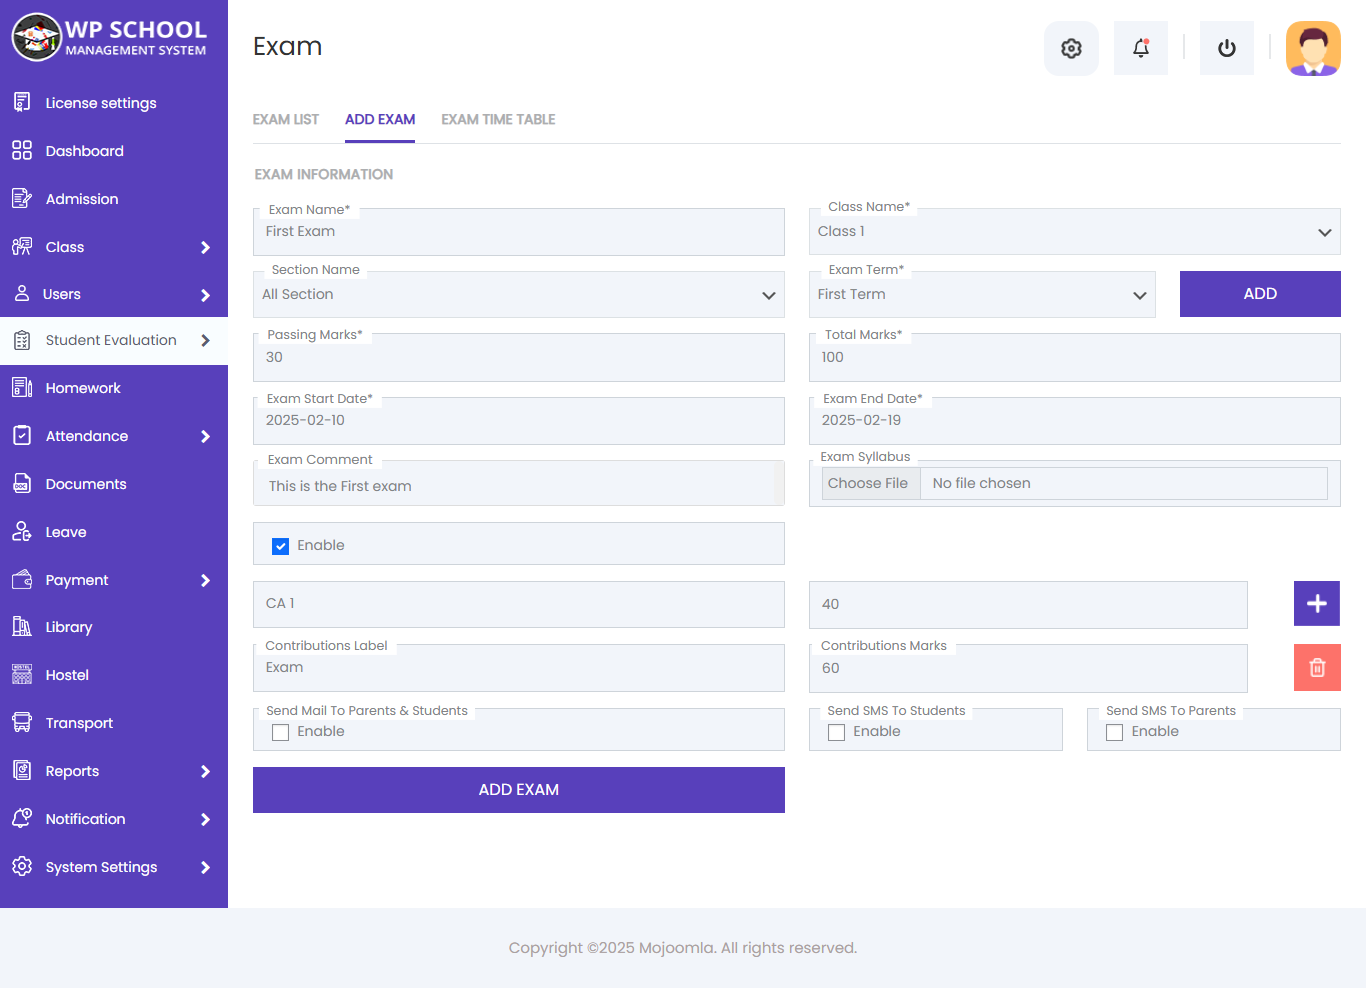 WP SCHOOL
MANAGEMENT SYSTEM
License settings
Dashboard
Admission
Class
Users
Student Evaluation
Homework
Attendance
Documents
Leave
Payment
Library
Hostel
Transport
Reports
Notification
System Settings
Exam
EXAM LIST ADD EXAM EXAM TIME TABLE
EXAM INFORMATION
Exam Name* Class Name*
First Exam Class 1
Section Name Exam Term*
All Section First Term ADD
Passing Marks* Total Marks*
30 100
Exam Start Date* Exam End Date*
2025-02-10 2025-02-19
Exam Comment Exam Syllabus
This is the First exam Choose File No file chosen
Enable
CA 1 40
Contributions Label Contributions Marks
Exam 60
Send Mail To Parents & Students Send SMS To Students Send SMS To Parents
Enable Enable Enable
ADD EXAM
Copyright ©2025 Mojoomla. All rights reserved.